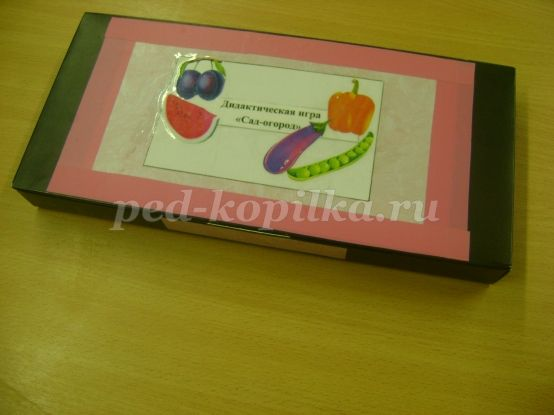 Дидактическая игра
«Сад-огород»
ped-kopilka.ru